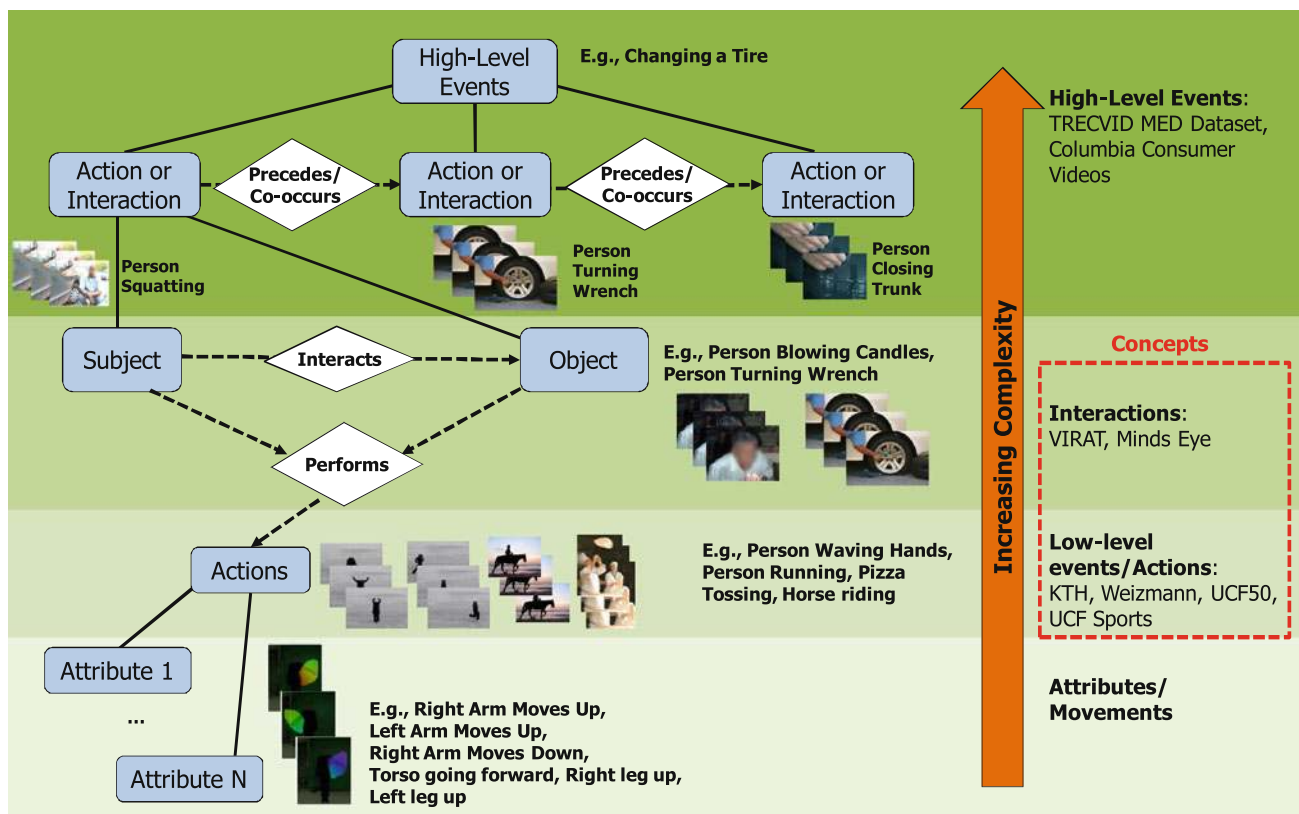 High-Level
Events
E.g., Changing a Tire
High-Level Events:
TRECVID MED Dataset,
Columbia Consumer
Videos
Action or
Interaction
Precedes/
Co-occurs
Action or
Interaction
Precedes/
Co-occurs
Action or
Interaction
Person
Squatting
Person
Turning
Wrench
Person
Closing
Trunk
Increasing Complexity
Subject
Interacts
Object
E.g., Person Blowing Candles,
Person Turning Wrench
Concepts
Interactions:
VIRAT, Minds Eye
Performs
Actions
E.g., Person Waving Hands,
Person Running, Pizza
Tossing, Horse riding
Low-level
events/Actions:
KTH, Weizmann, UCF50,
UCF Sports
Attribute 1
...
Attribute N
E.g., Right Arm Moves Up,
Left Arm Moves Up,
Right Arm Moves Down,
Torso going forward, Right leg up,
Left leg up
Attributes/
Movements